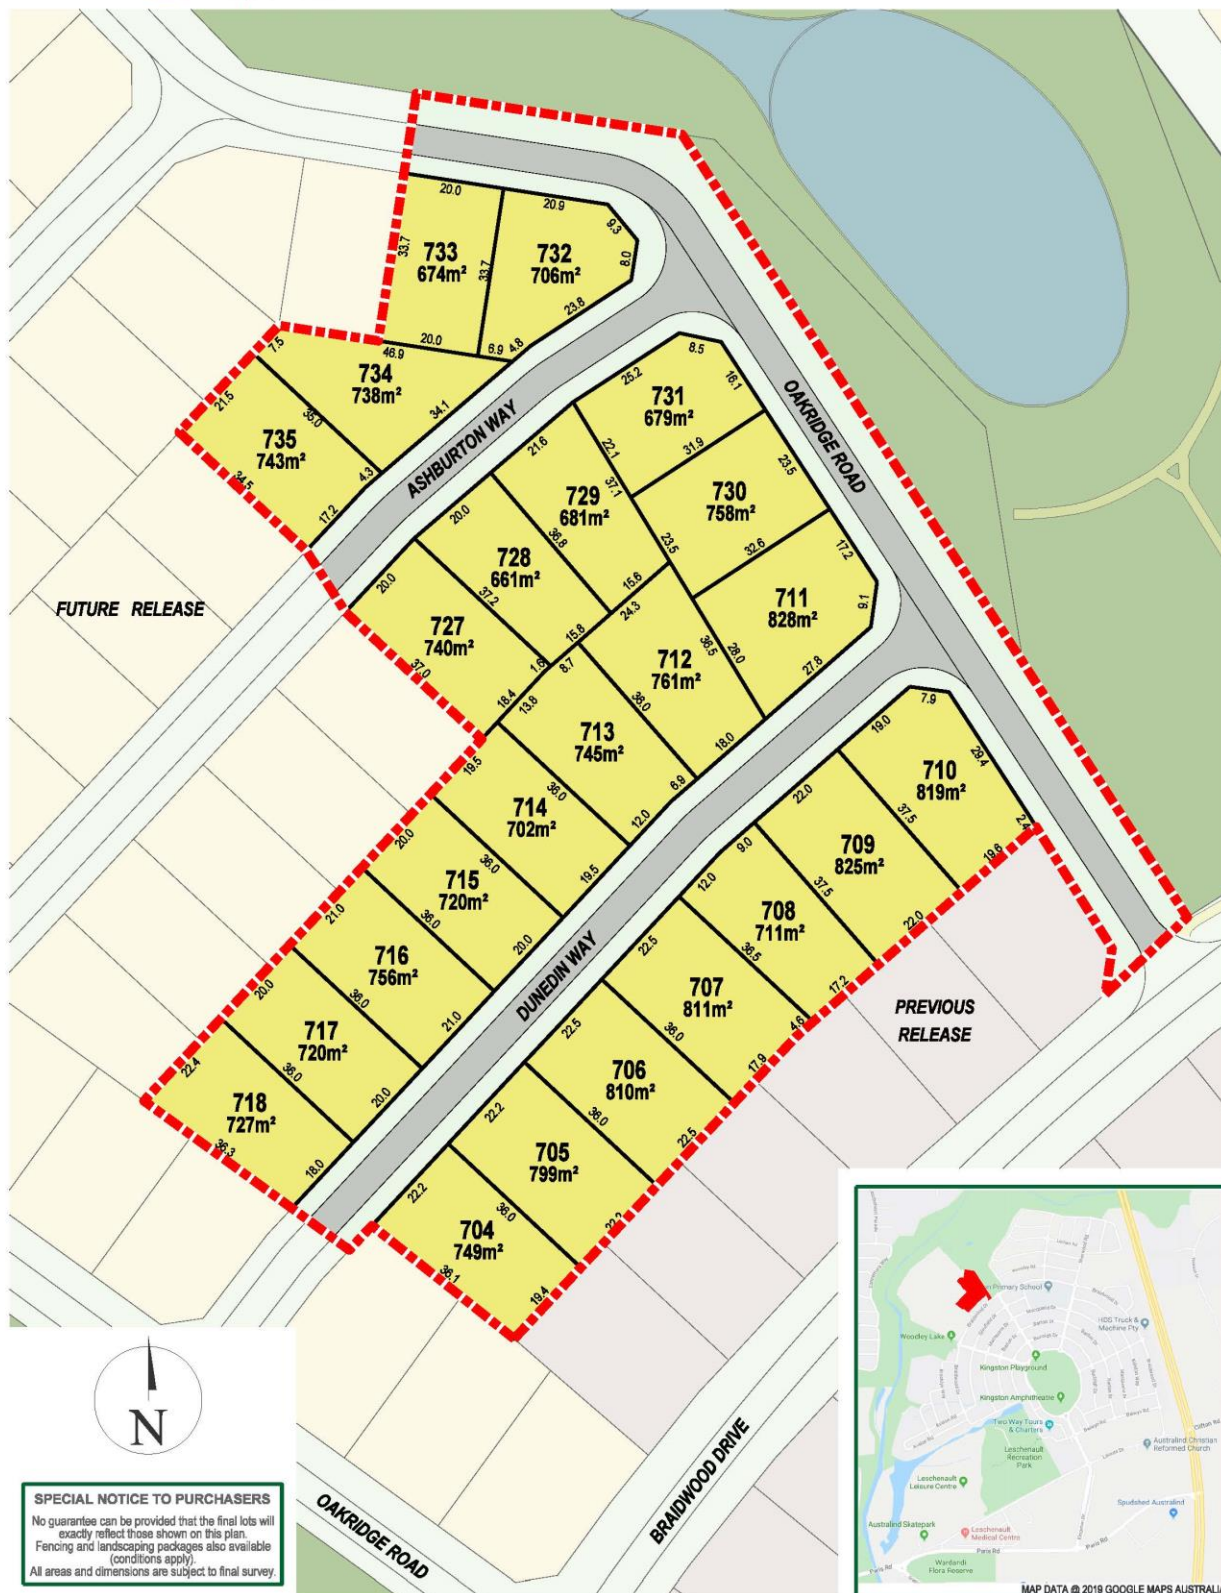 20.0
20.9
9.3
8.0
733
674m²
33.7
33.7
732
706m²
23.8
20.0
6.9
4.8
7.5
46.9
734
738m²
34.1
21.5
35.0
735
743m²
4.3
34.5
17.2
ASHBURTON WAY
OAKRIDGE ROAD
8.5
16.1
25.2
731
679m²
31.9
22.1
37.1
21.6
729
681m²
36.8
23.5
15.6
730
758m²
23.5
32.6
20.0
728
661m²
37.2
15.8
20.0
727
740m²
37.0
1.6
18.4
17.2
9.1
711
828m²
28.0
27.8
24.3
712
761m²
36.5
38.0
18.0
8.7
13.8
713
745m²
6.9
12.0
FUTURE RELEASE
19.5
714
702m²
36.0
19.5
20.0
715
720m²
36.0
20.0
21.0
716
756m²
36.0
21.0
20.0
717
720m²
36.0
20.0
22.4
718
727m²
36.3
18.0
DUNEDIN WAY
7.9
19.0
710
819m²
29.4
2.4
19.6
37.5
22.0
709
825m²
22.0
37.5
9.0
12.0
708
711m²
17.2
36.5
4.6
22.5
707
811m²
17.9
36.0
22.5
706
810m²
22.5
36.0
22.2
705
799m²
22.2
36.0
22.2
704
749m²
36.1
19.4
PREVIOUS
RELEASE
N
SPECIAL NOTICE TO PURCHASERS
No guarantee can be provided that the final lots will
exactly reflect those shown on this plan.
Fencing and landscaping packages also available
(conditions apply).
All areas and dimensions are subject to final survey.
OAKRIDGE ROAD
BRAIDWOOD DRIVE
Primary School
HDS Truck &
Machine Pty
Woodley Lake
Kingston Playground
Kingston Amphitheatre
Two Way Tours
& Charters
Leschenault
Recreation
Park
Clifton Rd
Australind Christian
Reformed Church
Leschenault
Leisure Centre
Spudshed Australind
Australind Skatepark
Leschenault
Medical Centre
Paris Rd
Paris Rd
Paris Rd
Wardandi
Flora Reserve
MAP DATA @ 2019 GOOGLE MAPS AUSTRALI